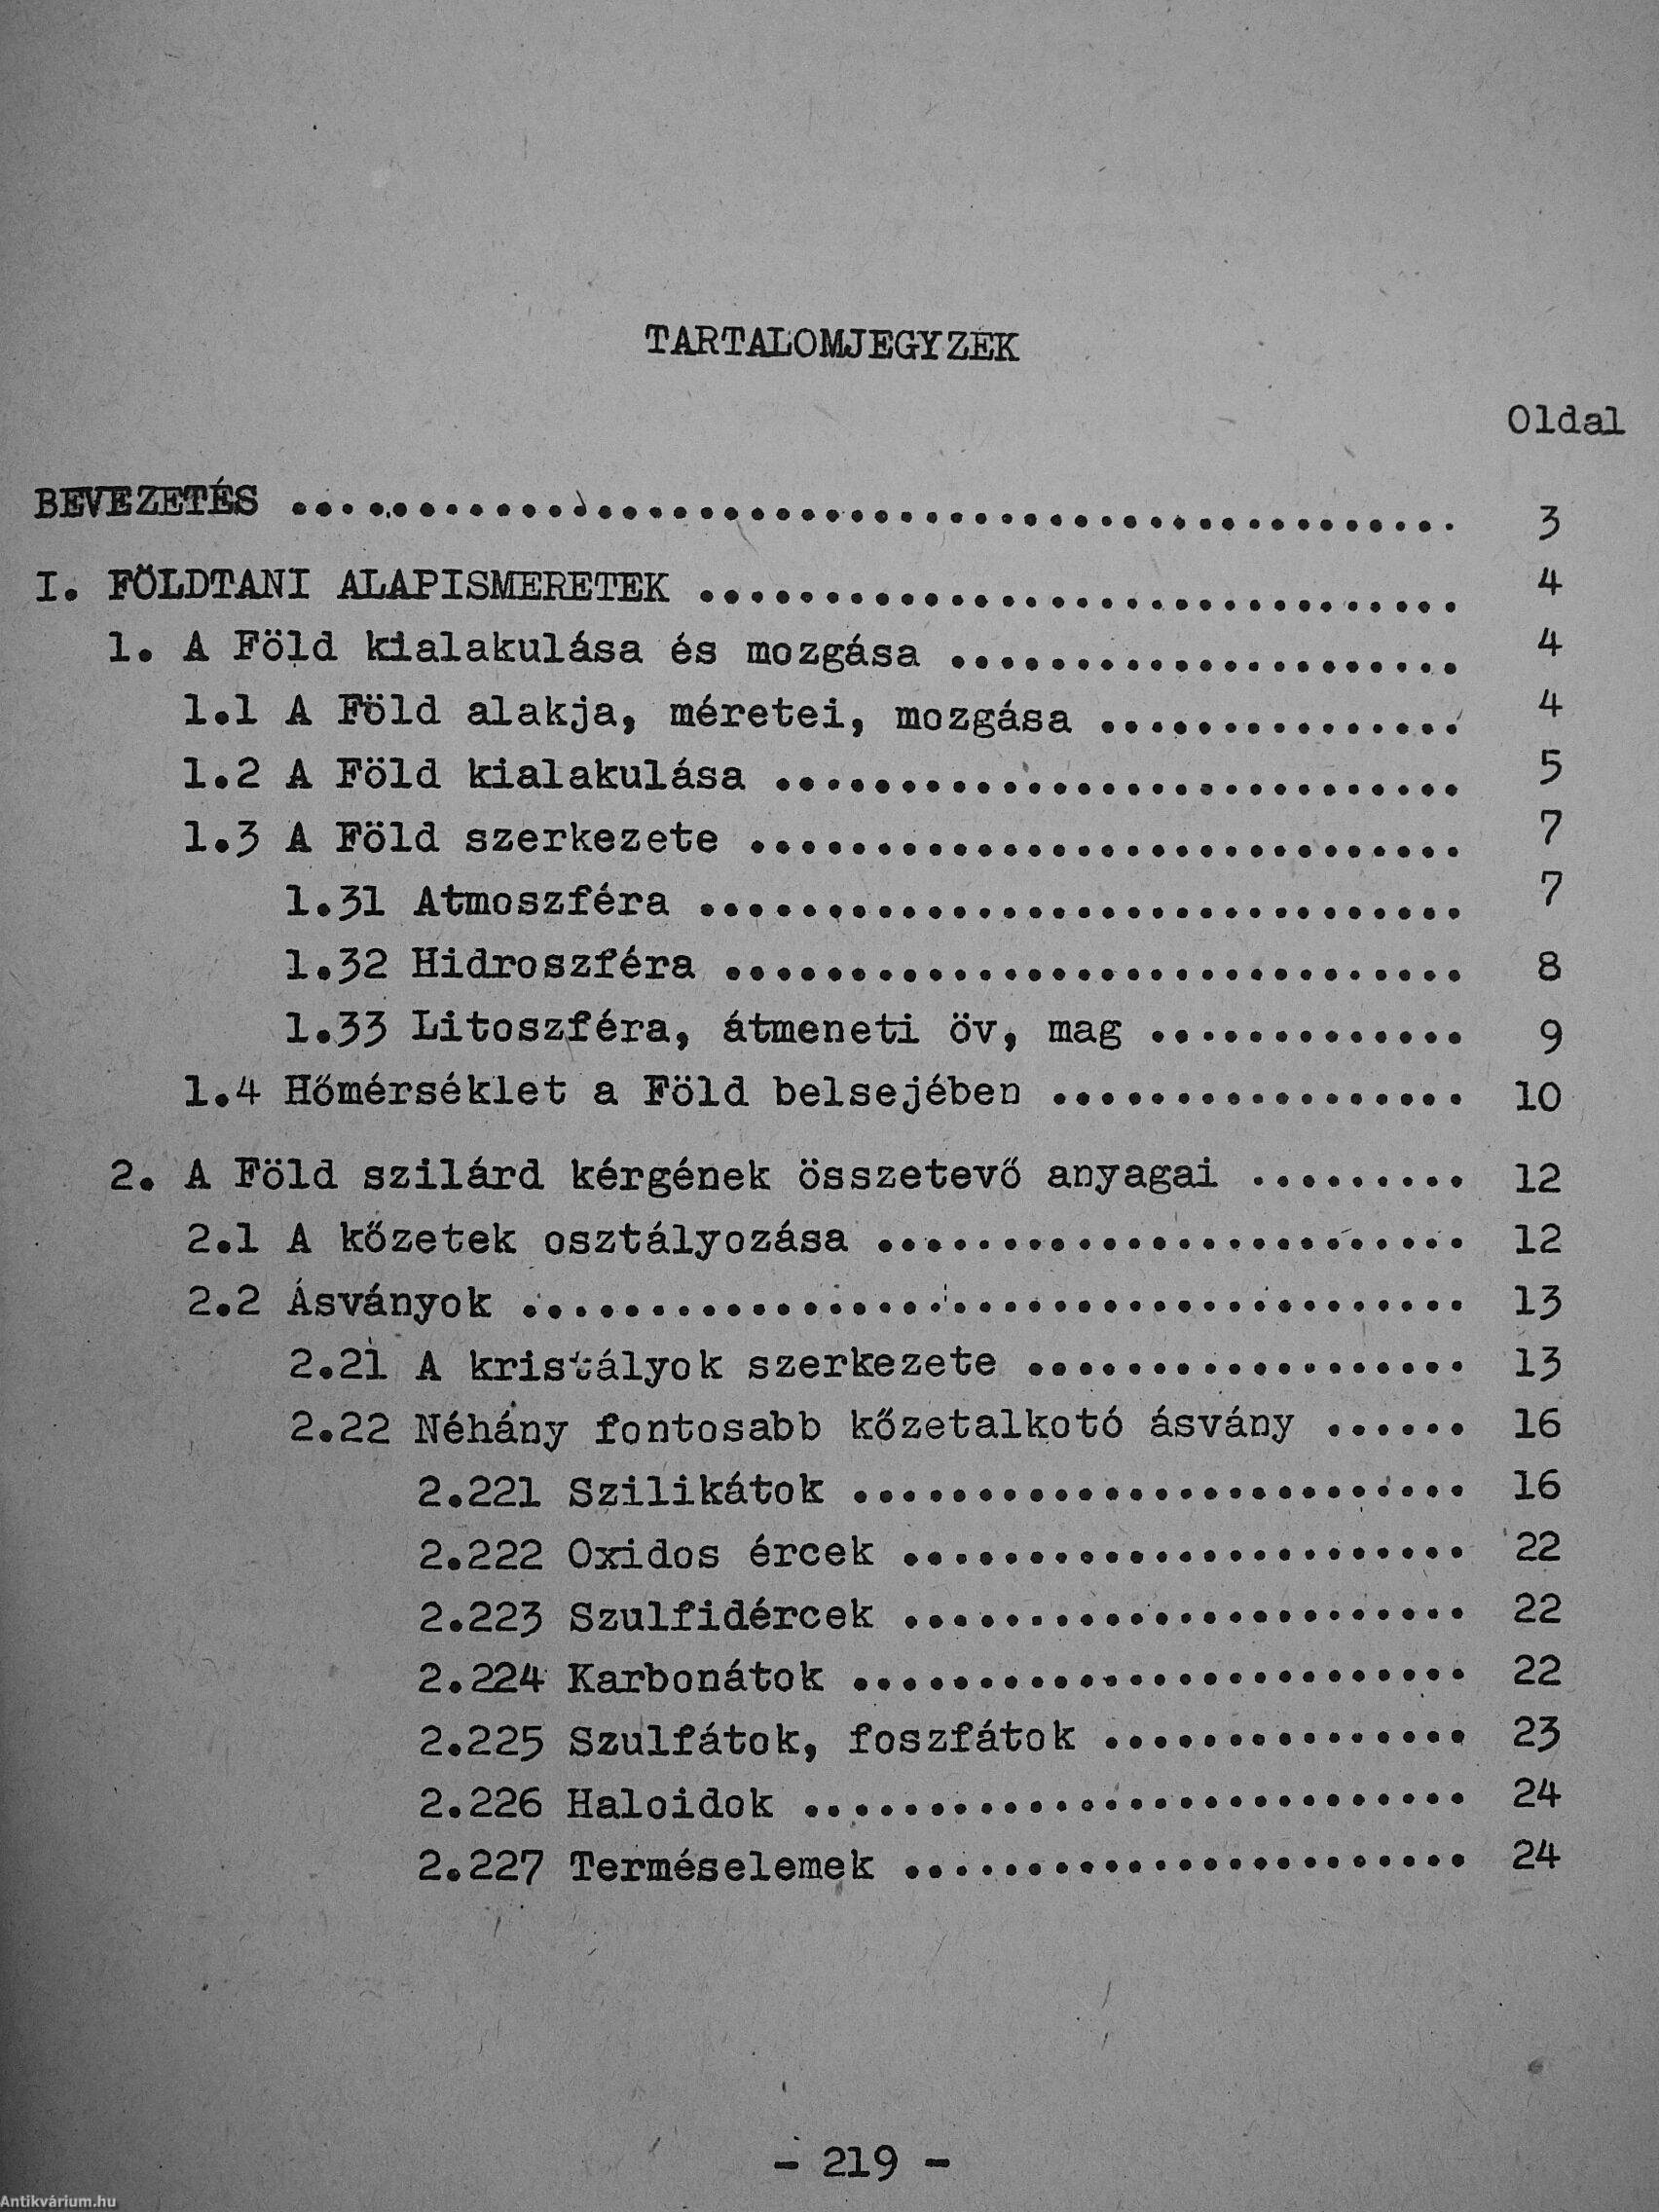 TARTALOMJEGYZÉK
Oldal
BEVEZETÉS ............................................... 3
I. FÖLDTANI ALAPISMERETEK ............................... 4
1. A Föld kialakulása és mozgása ..................... 4
1.1 A Föld alakja, méretei, mozgása ............... 4
1.2 A Föld kialakulása ............................ 5
1.3 A Föld szerkezete ............................. 7
1.31 Atmoszféra ............................... 7
1.32 Hidroszféra .............................. 8
1.33 Litoszféra, átmeneti öv, mag ............. 9
1.4 Hőmérséklet a Föld belsejében ................. 10
2. A Föld szilárd kérgének összetevő anyagai ......... 12
2.1 A kőzetek osztályozása ........................ 12
2.2 Ásványok ...................................... 13
2.21 A kristályok szerkezete .................. 13
2.22 Néhány fontosabb kőzetalkotó ásvány ...... 16
2.221 Szilikátok ......................... 16
2.222 Oxidos ércek ....................... 22
2.223 Szulfidércek ....................... 22
2.224 Karbonátok ......................... 22
2.225 Szulfátok, foszfátok ............... 23
2.226 Haloidok ........................... 24
2.227 Terméselemek ....................... 24
- 219 -
Antikvárium.hu